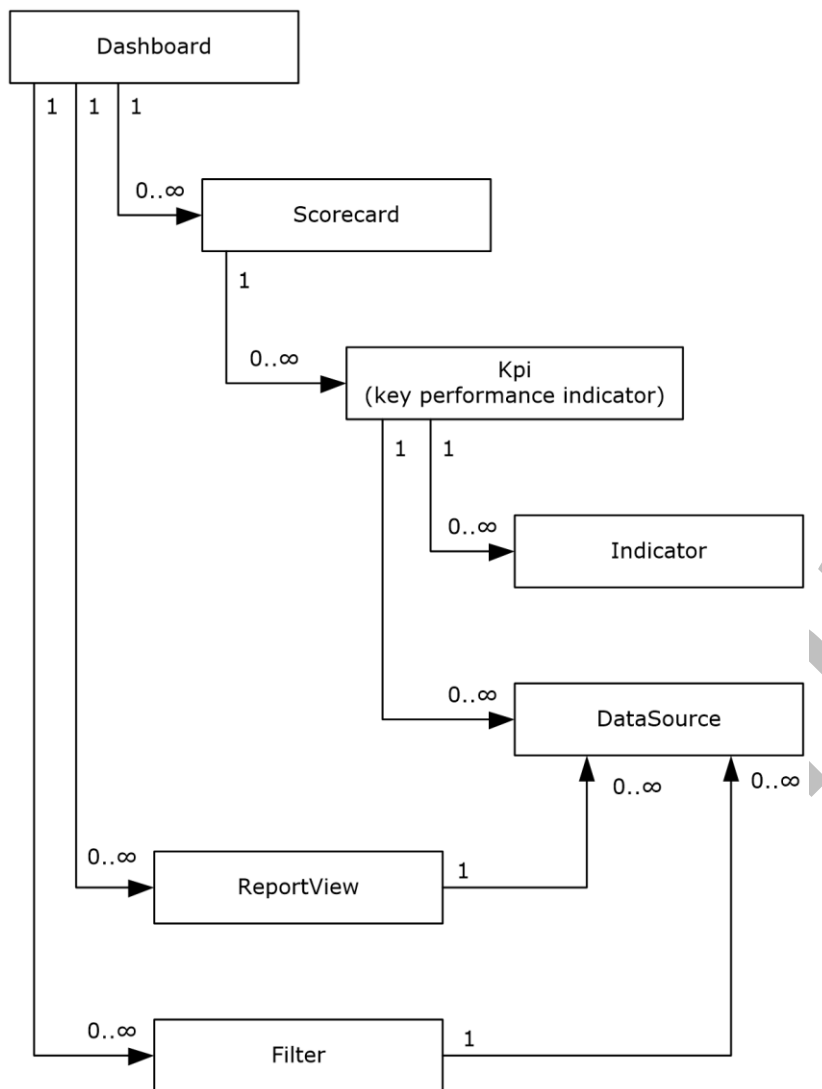 Dashboard
1 1 1
0..∞
Scorecard
1
0..∞
Kpi
(key performance indicator)
1 1
0..∞
Indicator
0..∞
DataSource
0..∞ 0..∞
0..∞
ReportView
1
0..∞
Filter
1